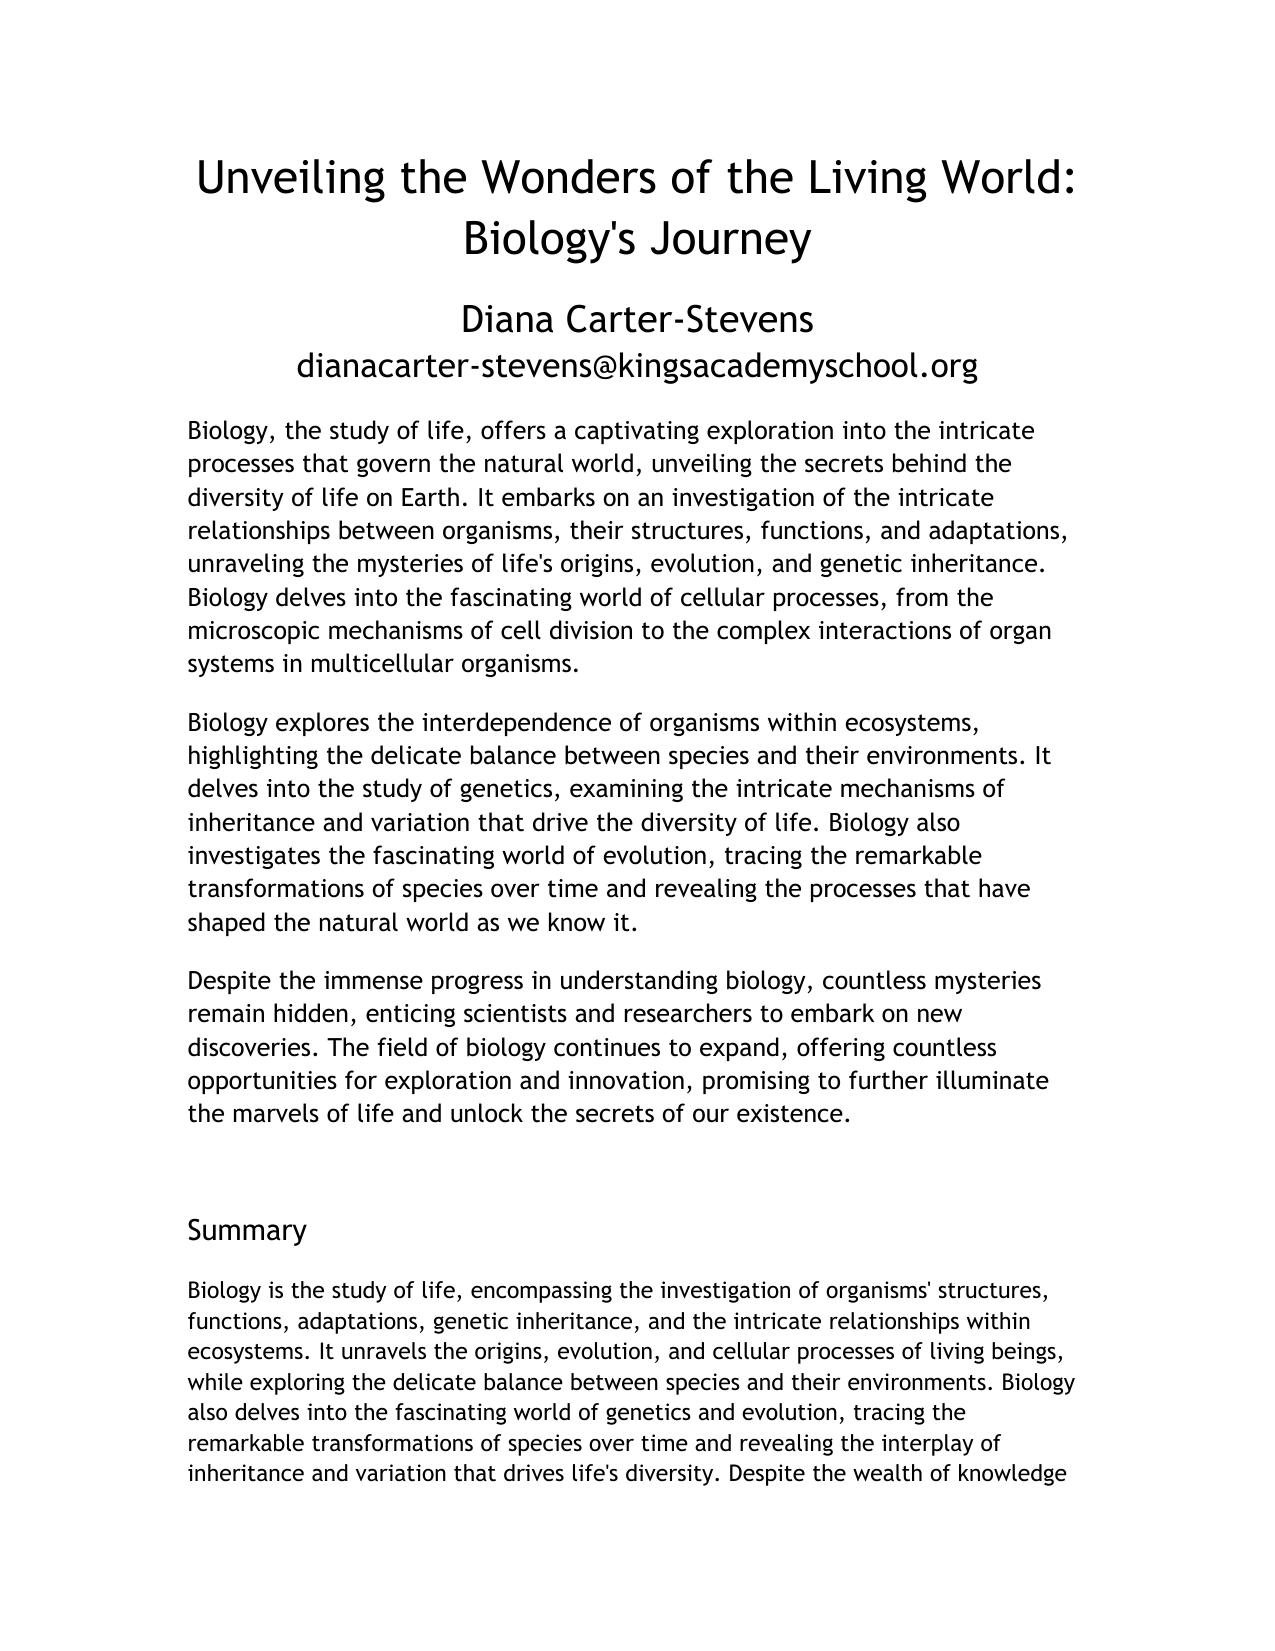 Unveiling the Wonders of the Living World:
Biology's Journey
Diana Carter-Stevens
dianacarter-stevens@kingsacademyschool.org
Biology, the study of life, offers a captivating exploration into the intricate
processes that govern the natural world, unveiling the secrets behind the
diversity of life on Earth. It embarks on an investigation of the intricate
relationships between organisms, their structures, functions, and adaptations,
unraveling the mysteries of life's origins, evolution, and genetic inheritance.
Biology delves into the fascinating world of cellular processes, from the
microscopic mechanisms of cell division to the complex interactions of organ
systems in multicellular organisms.
Biology explores the interdependence of organisms within ecosystems,
highlighting the delicate balance between species and their environments. It
delves into the study of genetics, examining the intricate mechanisms of
inheritance and variation that drive the diversity of life. Biology also
investigates the fascinating world of evolution, tracing the remarkable
transformations of species over time and revealing the processes that have
shaped the natural world as we know it.
Despite the immense progress in understanding biology, countless mysteries
remain hidden, enticing scientists and researchers to embark on new
discoveries. The field of biology continues to expand, offering countless
opportunities for exploration and innovation, promising to further illuminate
the marvels of life and unlock the secrets of our existence.
Summary
Biology is the study of life, encompassing the investigation of organisms' structures,
functions, adaptations, genetic inheritance, and the intricate relationships within
ecosystems. It unravels the origins, evolution, and cellular processes of living beings,
while exploring the delicate balance between species and their environments. Biology
also delves into the fascinating world of genetics and evolution, tracing the
remarkable transformations of species over time and revealing the interplay of
inheritance and variation that drives life's diversity. Despite the wealth of knowledge